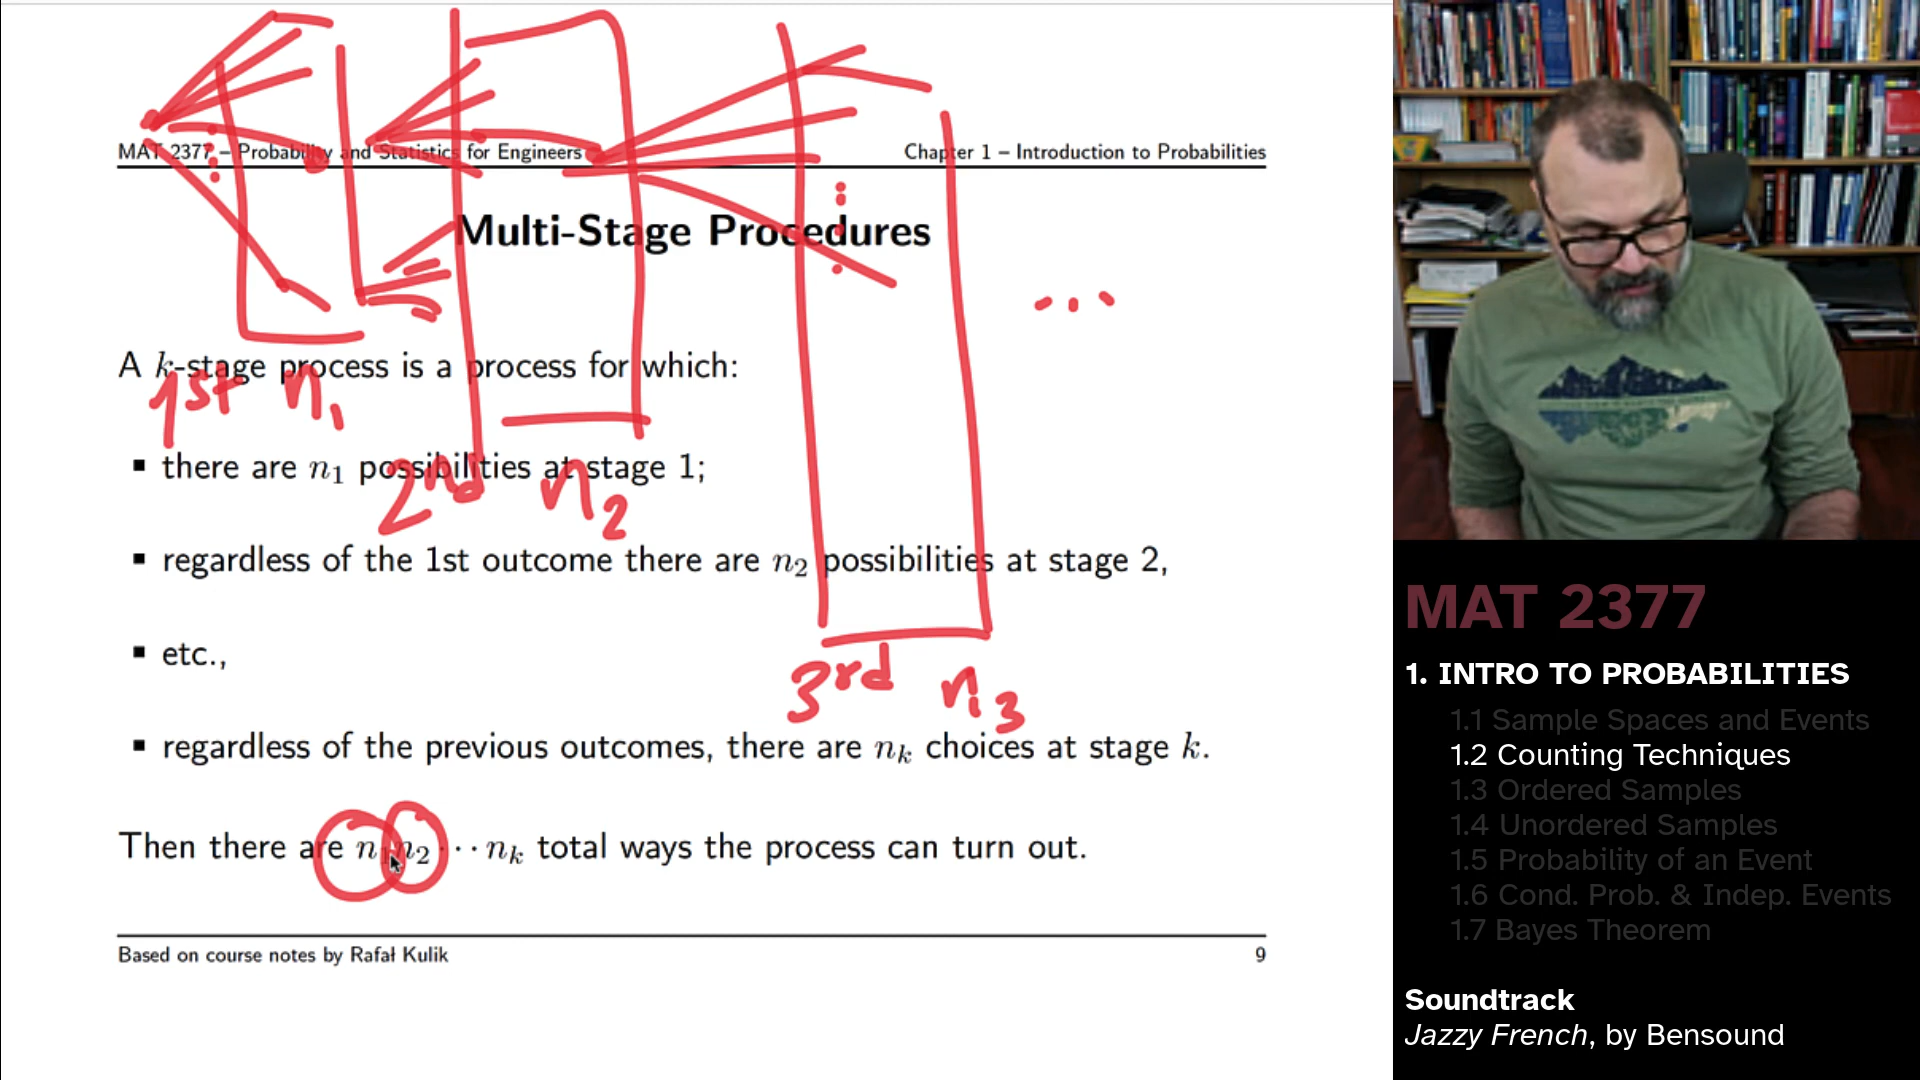 MAT 2377 – Probability and Statistics for Engineers
Chapter 1 – Introduction to Probabilities
Multi-Stage Procedures
A k-stage process is a process for which:
1st n1
▪ there are n1 possibilities at stage 1;
2nd n2
▪ regardless of the 1st outcome there are n2 possibilities at stage 2,
▪ etc.,
3rd n3
▪ regardless of the previous outcomes, there are nk choices at stage k.
Then there are n1n2 ··· nk total ways the process can turn out.
Based on course notes by Rafał Kulik
9
MAT 2377
1. INTRO TO PROBABILITIES
1.1 Sample Spaces and Events
1.2 Counting Techniques
1.3 Ordered Samples
1.4 Unordered Samples
1.5 Probability of an Event
1.6 Cond. Prob. & Indep. Events
1.7 Bayes Theorem
Soundtrack
Jazzy French, by Bensound